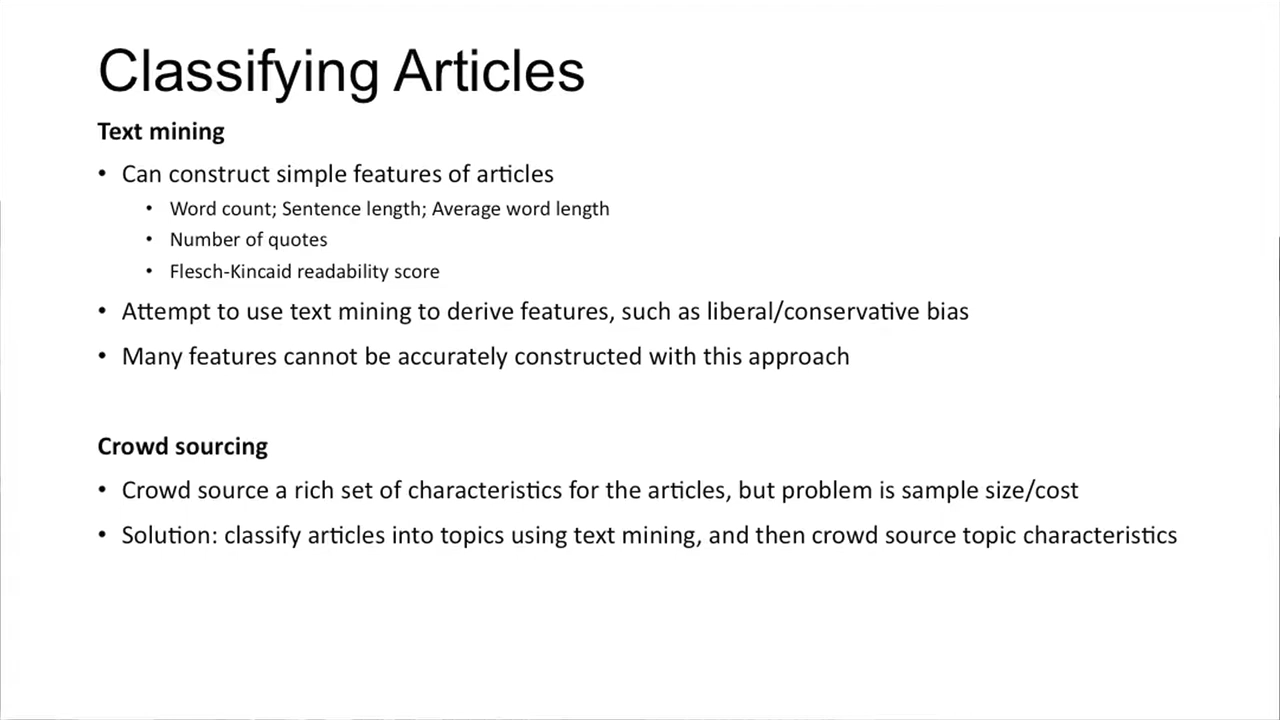 Classifying Articles
Text mining
• Can construct simple features of articles
• Word count; Sentence length; Average word length
• Number of quotes
• Flesch-Kincaid readability score
• Attempt to use text mining to derive features, such as liberal/conservative bias
• Many features cannot be accurately constructed with this approach
Crowd sourcing
• Crowd source a rich set of characteristics for the articles, but problem is sample size/cost
• Solution: classify articles into topics using text mining, and then crowd source topic characteristics